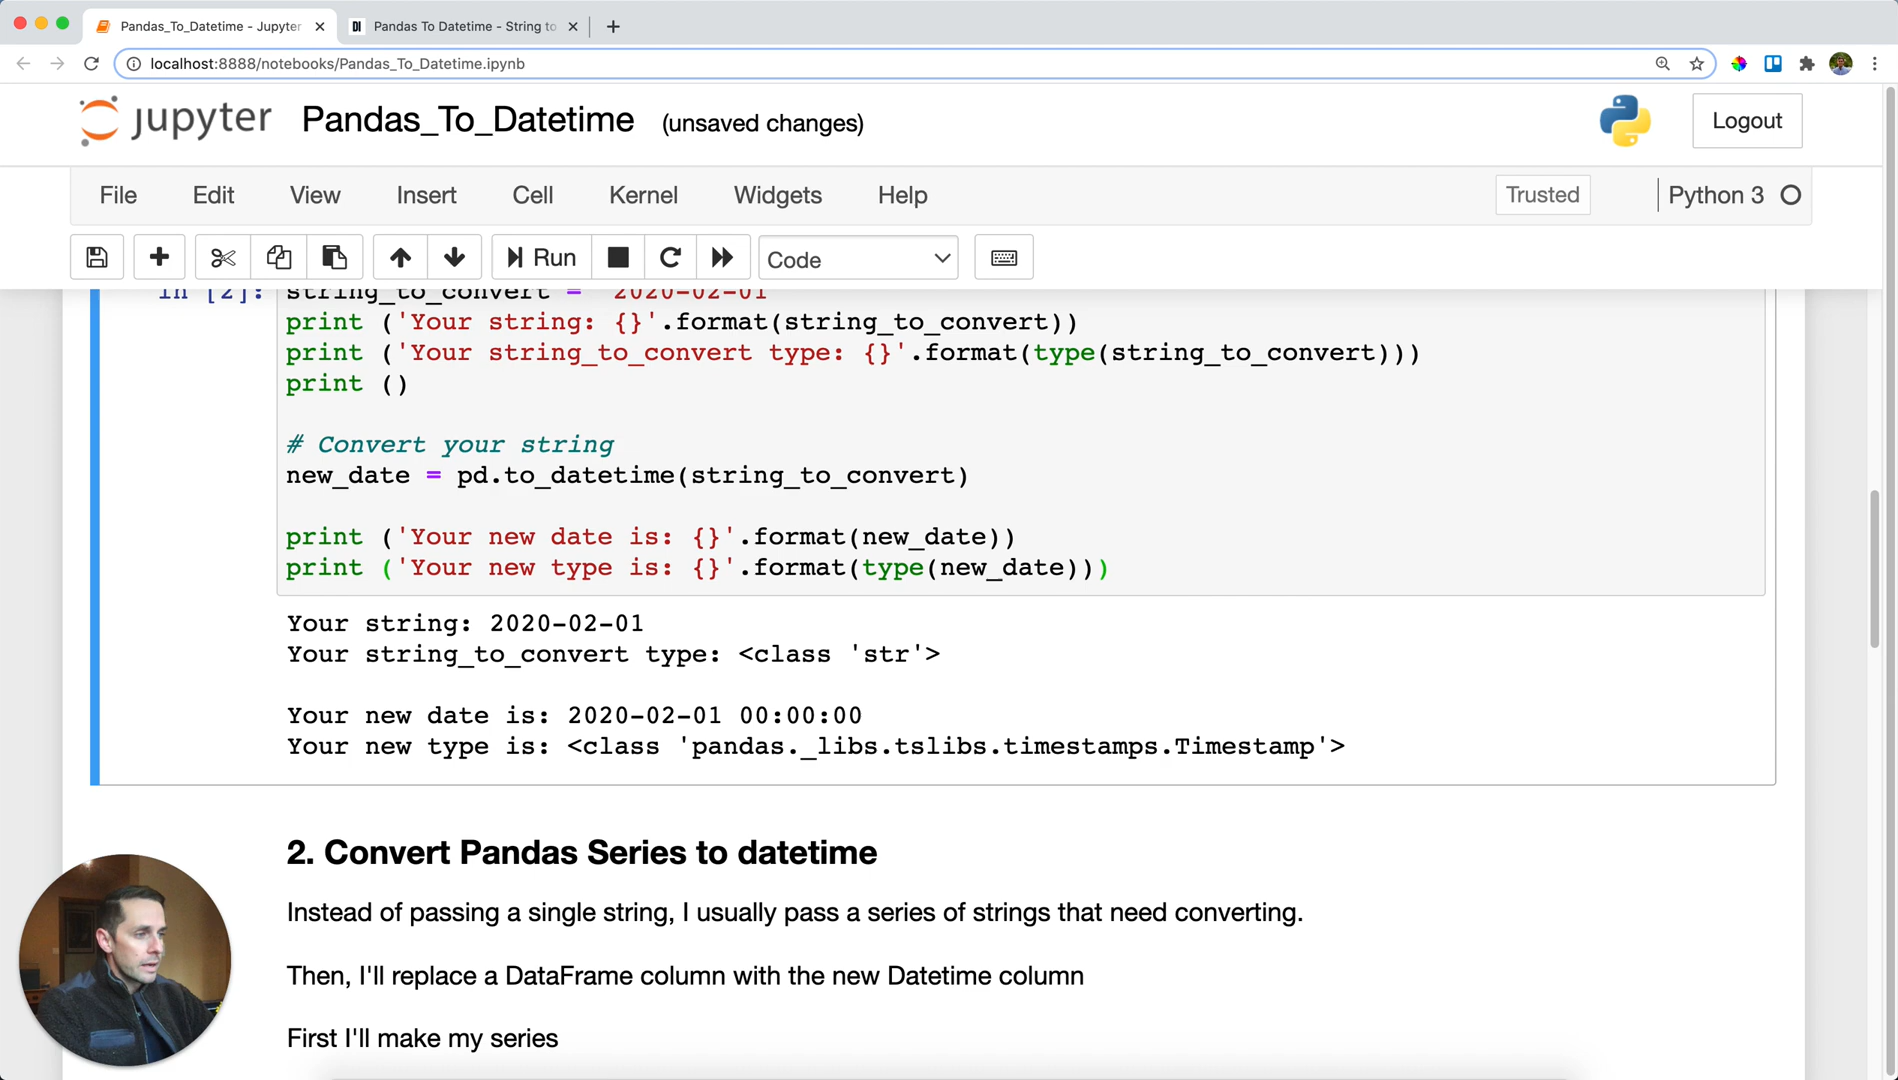 Pandas_To_Datetime - Jupyter
Pandas To Datetime - String to
localhost:8888/notebooks/Pandas_To_Datetime.ipynb
jupyter Pandas_To_Datetime (unsaved changes)
Logout
File Edit View Insert Cell Kernel Widgets Help
Trusted
Python 3
Run
Code
In [2]: string_to_convert = 2020-02-01
print ('Your string: {}'.format(string_to_convert))
print ('Your string_to_convert type: {}'.format(type(string_to_convert)))
print ()
# Convert your string
new_date = pd.to_datetime(string_to_convert)
print ('Your new date is: {}'.format(new_date))
print ('Your new type is: {}'.format(type(new_date)))
Your string: 2020-02-01
Your string_to_convert type: <class 'str'>
Your new date is: 2020-02-01 00:00:00
Your new type is: <class 'pandas._libs.tslibs.timestamps.Timestamp'>
2. Convert Pandas Series to datetime
Instead of passing a single string, I usually pass a series of strings that need converting.
Then, I'll replace a DataFrame column with the new Datetime column
First I'll make my series